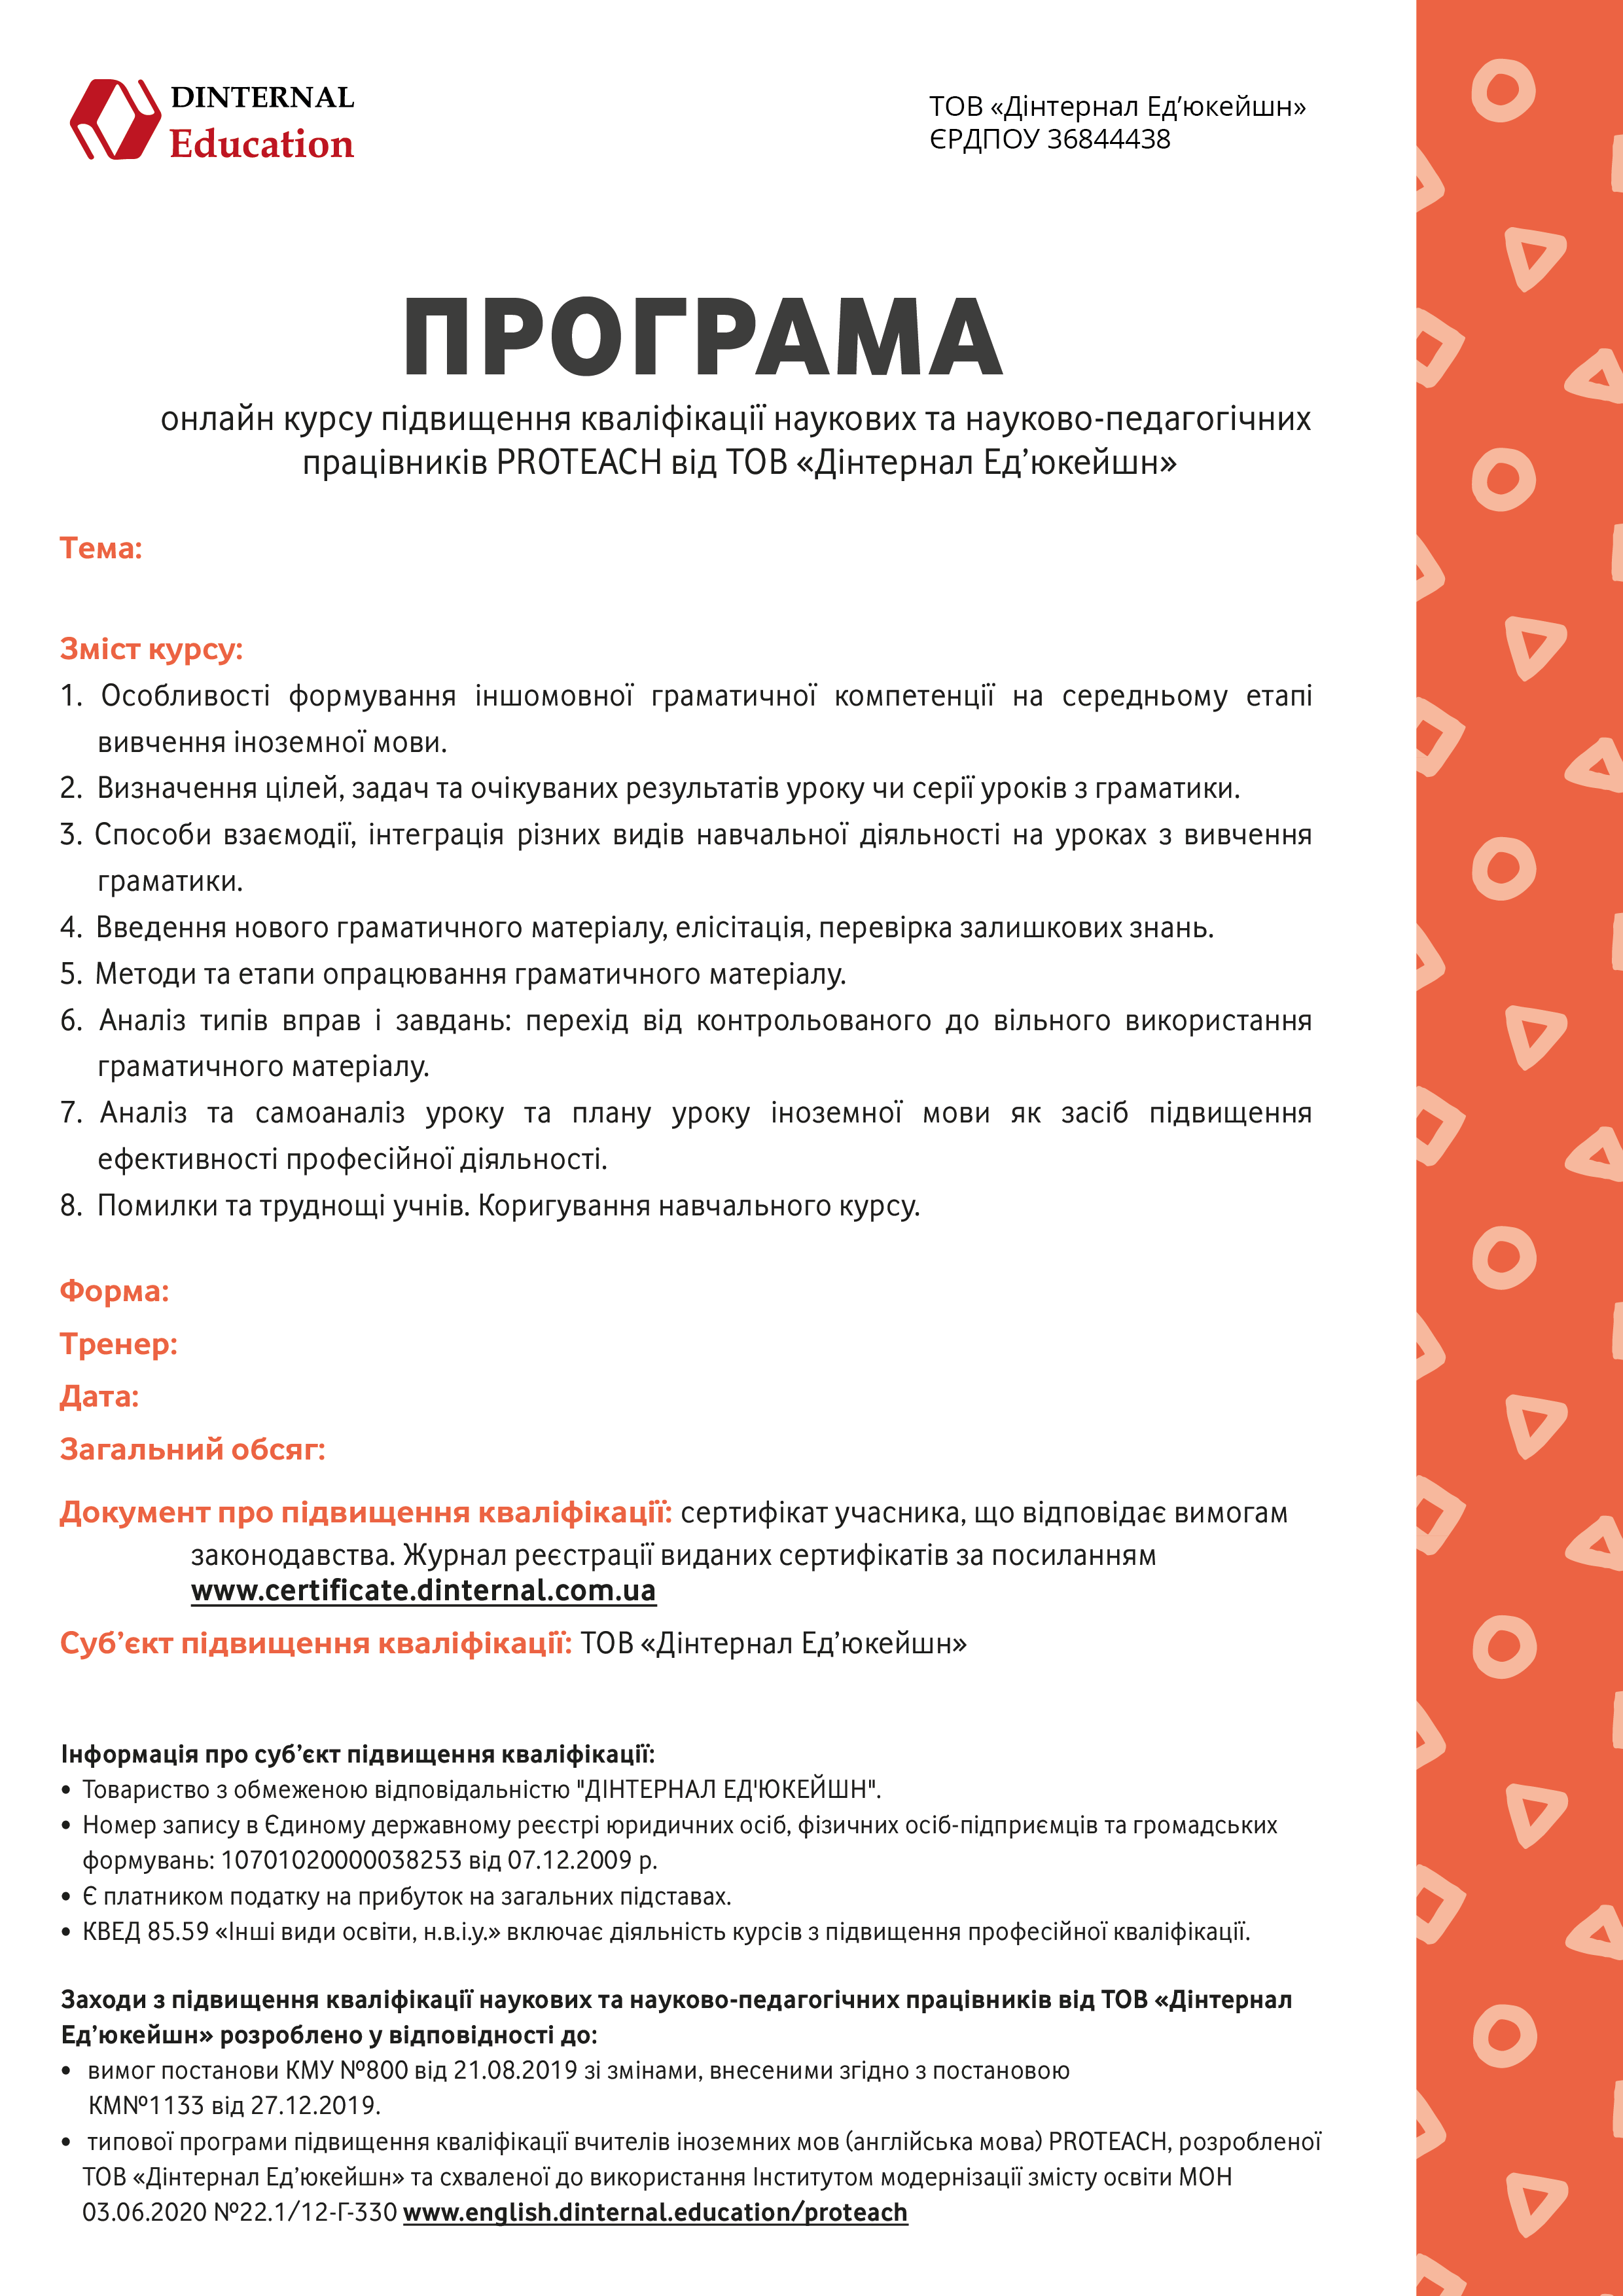 DINTERNAL
Education
ТОВ «Дінтернал Ед’юкейшн»
ЄРДПОУ 36844438
ПРОГРАМА
онлайн курсу підвищення кваліфікації наукових та науково-педагогічних
працівників PROTEACH від ТОВ «Дінтернал Ед’юкейшн»
Тема:
Зміст курсу:
1. Особливості формування іншомовної граматичної компетенції на середньому етапі
вивчення іноземної мови.
2. Визначення цілей, задач та очікуваних результатів уроку чи серії уроків з граматики.
3. Способи взаємодії, інтеграція різних видів навчальної діяльності на уроках з вивчення
граматики.
4. Введення нового граматичного матеріалу, елісітація, перевірка залишкових знань.
5. Методи та етапи опрацювання граматичного матеріалу.
6. Аналіз типів вправ і завдань: перехід від контрольованого до вільного використання
граматичного матеріалу.
7. Аналіз та самоаналіз уроку та плану уроку іноземної мови як засіб підвищення
ефективності професійної діяльності.
8. Помилки та труднощі учнів. Коригування навчального курсу.
Форма:
Тренер:
Дата:
Загальний обсяг:
Документ про підвищення кваліфікації: сертифікат учасника, що відповідає вимогам
законодавства. Журнал реєстрації виданих сертифікатів за посиланням
www.certificate.dinternal.com.ua
Суб’єкт підвищення кваліфікації: ТОВ «Дінтернал Ед’юкейшн»
Інформація про суб’єкт підвищення кваліфікації:
• Товариство з обмеженою відповідальністю "ДІНТЕРНАЛ ЕД'ЮКЕЙШН".
• Номер запису в Єдиному державному реєстрі юридичних осіб, фізичних осіб-підприємців та громадських
формувань: 10701020000038253 від 07.12.2009 р.
• Є платником податку на прибуток на загальних підставах.
• КВЕД 85.59 «Інші види освіти, н.в.і.у.» включає діяльність курсів з підвищення професійної кваліфікації.
Заходи з підвищення кваліфікації наукових та науково-педагогічних працівників від ТОВ «Дінтернал
Ед’юкейшн» розроблено у відповідності до:
• вимог постанови КМУ №800 від 21.08.2019 зі змінами, внесеними згідно з постановою
КМ№1133 від 27.12.2019.
• типової програми підвищення кваліфікації вчителів іноземних мов (англійська мова) PROTEACH, розробленої
ТОВ «Дінтернал Ед’юкейшн» та схваленої до використання Інститутом модернізації змісту освіти МОН
03.06.2020 №22.1/12-Г-330 www.english.dinternal.education/proteach